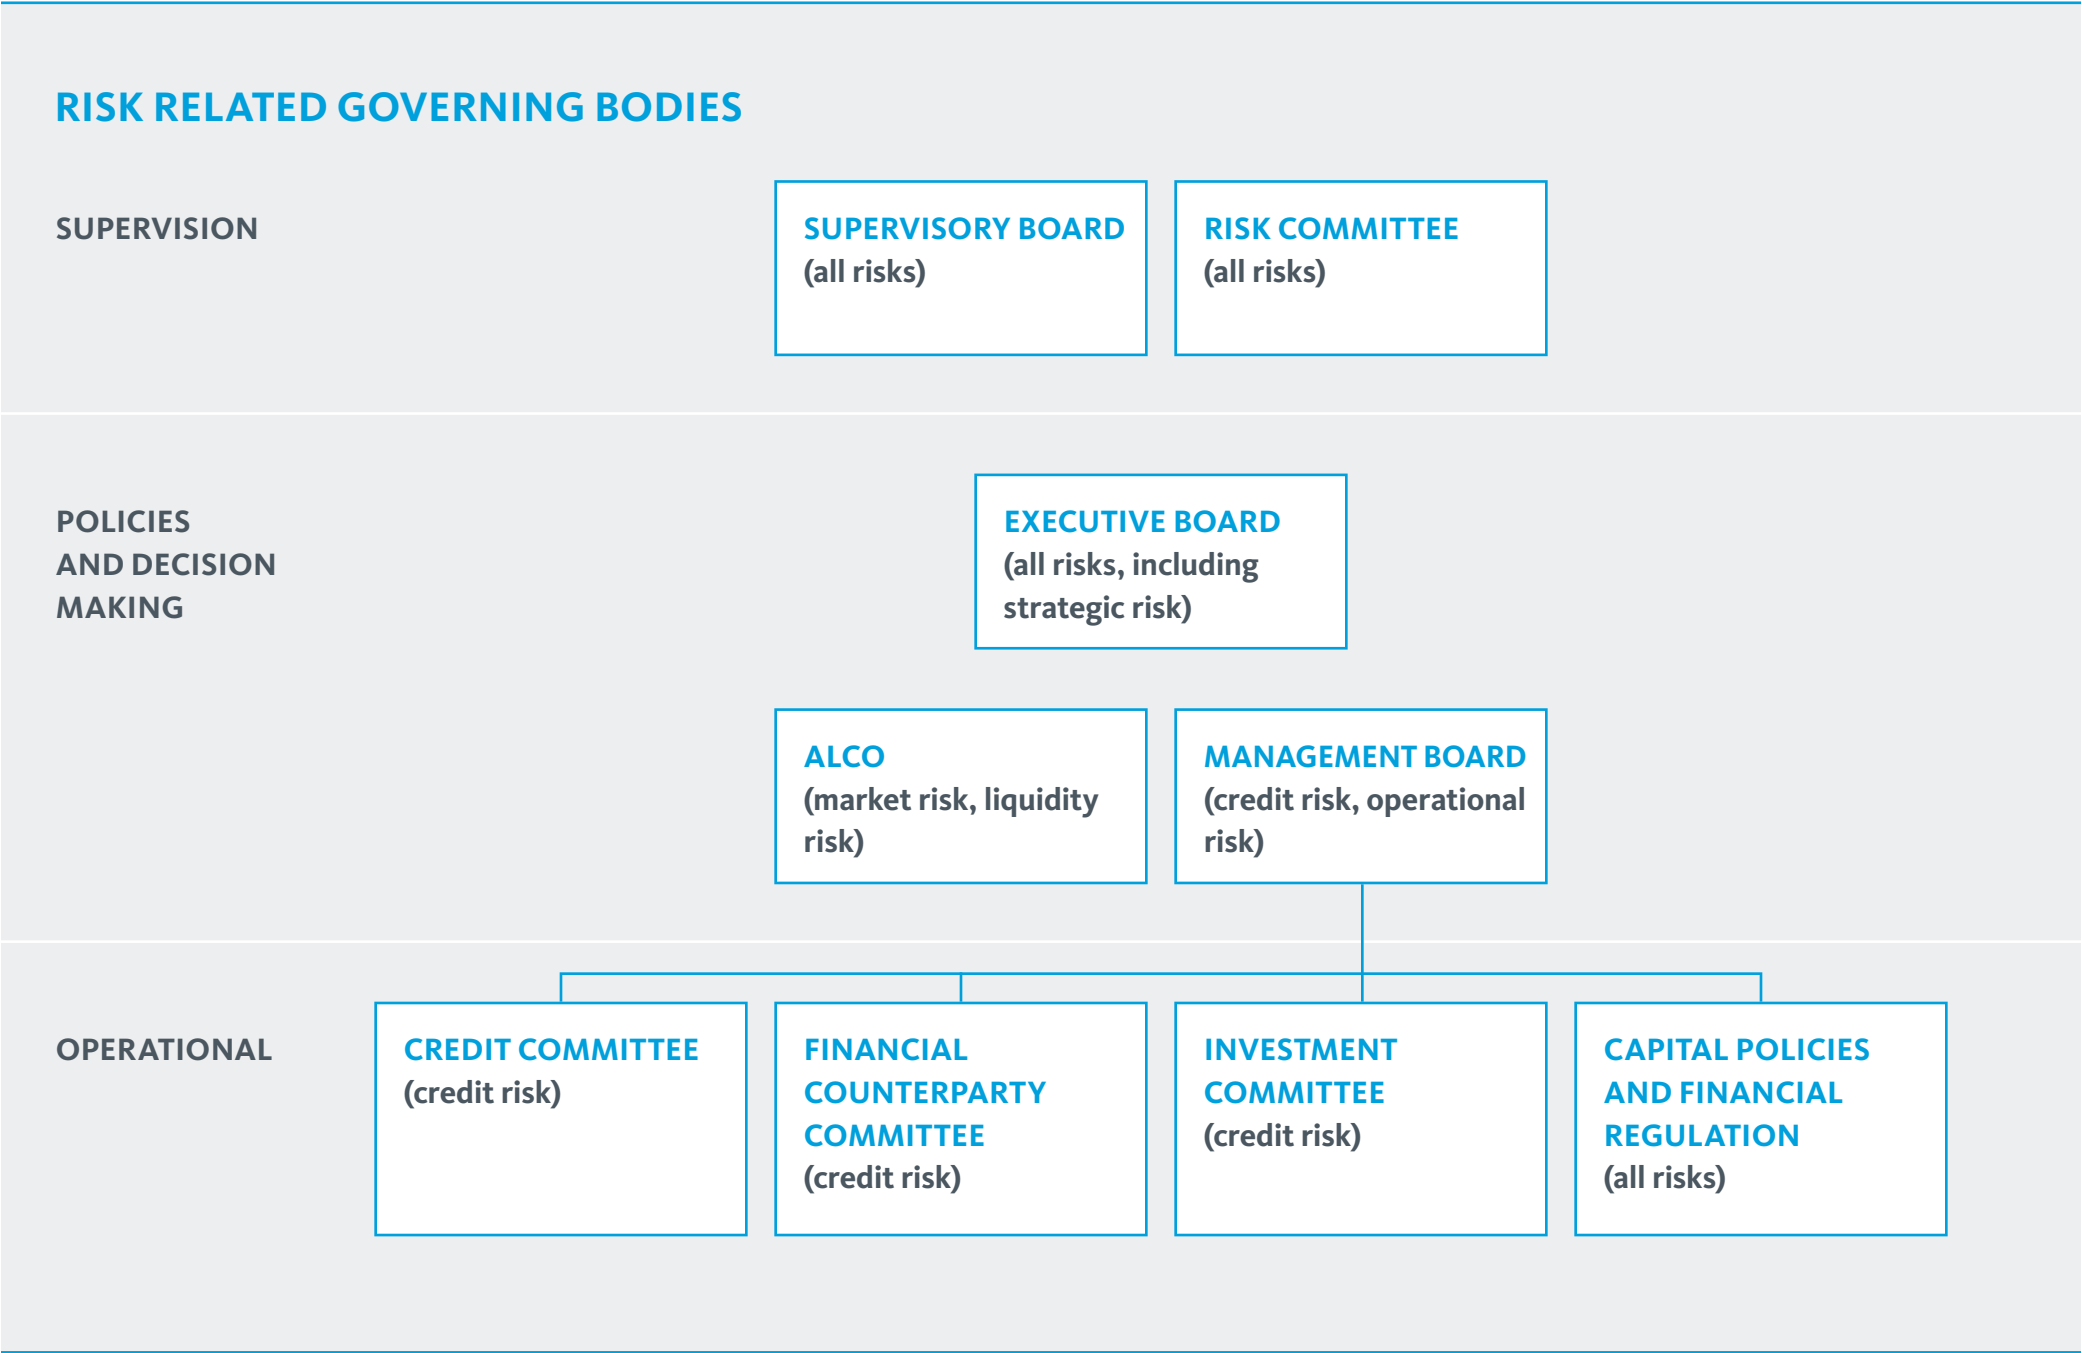 RISK RELATED GOVERNING BODIES
SUPERVISION
SUPERVISORY BOARD
(all risks)
RISK COMMITTEE
(all risks)
POLICIES
AND DECISION
MAKING
EXECUTIVE BOARD
(all risks, including
strategic risk)
ALCO
(market risk, liquidity
risk)
MANAGEMENT BOARD
(credit risk, operational
risk)
OPERATIONAL
CREDIT COMMITTEE
(credit risk)
FINANCIAL
COUNTERPARTY
COMMITTEE
(credit risk)
INVESTMENT
COMMITTEE
(credit risk)
CAPITAL POLICIES
AND FINANCIAL
REGULATION
(all risks)